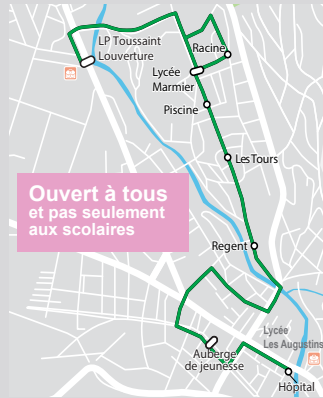 LP Toussaint
Louverture
Racine
Lycée
Marmier
Piscine
Les Tours
Ouvert à tous
et pas seulement
aux scolaires
Regent
Lycée
Les Augustins
Auberge
de jeunesse
Hôpital